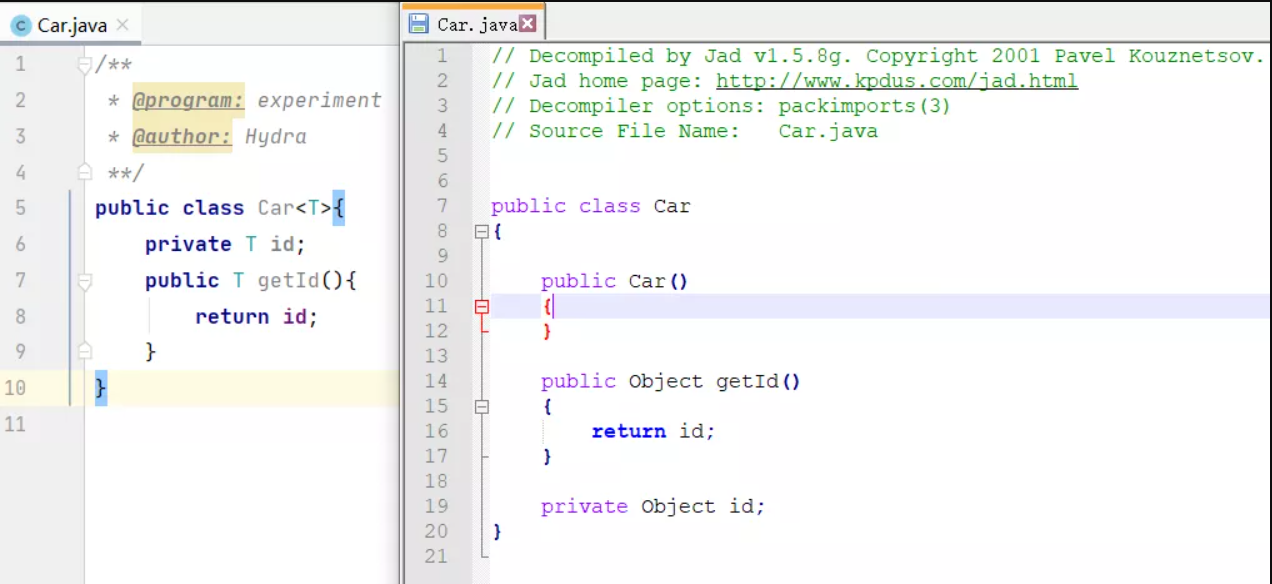 Car.java
1 /**
2 * @program: experiment
3 * @author: Hydra
4 **/
5 public class Car<T>{
6 private T id;
7 public T getId(){
8 return id;
9 }
10 }
11
Car.java
1 // Decompiled by Jad v1.5.8g. Copyright 2001 Pavel Kouznetsov.
2 // Jad home page: http://www.kpdus.com/jad.html
3 // Decompiler options: packimports(3)
4 // Source File Name:   Car.java
5
6
7 public class Car
8 {
9
10 public Car()
11 {
12 }
13
14 public Object getId()
15 {
16 return id;
17 }
18
19 private Object id;
20 }
21